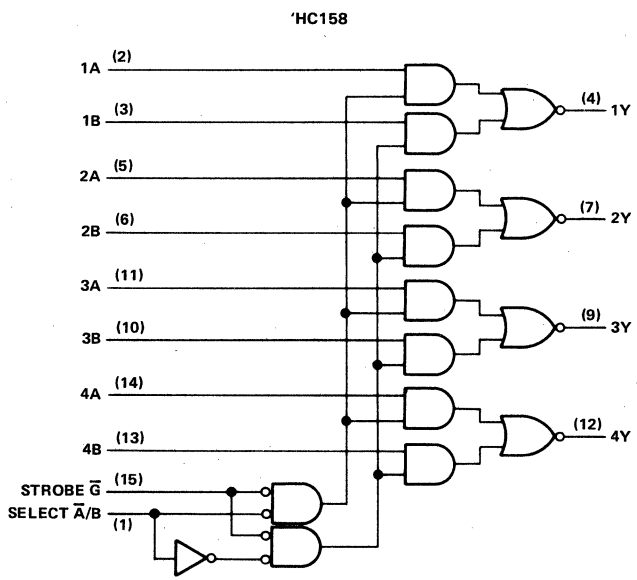 'HC158
1A (2)
1B (3)
2A (5)
2B (6)
3A (11)
3B (10)
4A (14)
4B (13)
STROBE G̅ (15)
SELECT A̅/B (1)
(4) 1Y
(7) 2Y
(9) 3Y
(12) 4Y